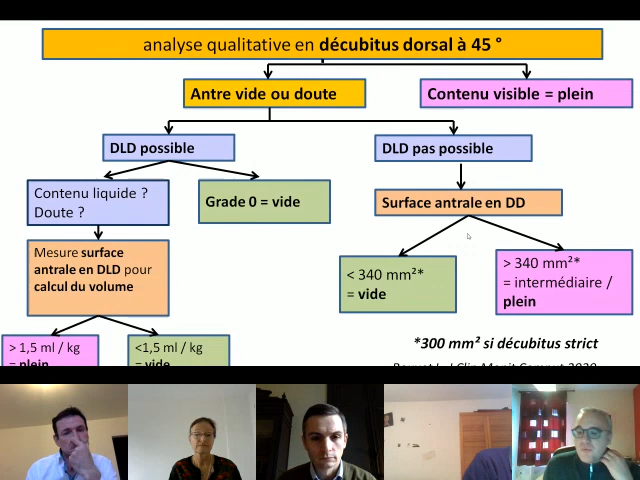 analyse qualitative en décubitus dorsal à 45 °
Antre vide ou doute
Contenu visible = plein
DLD possible
DLD pas possible
Contenu liquide ?
Doute ?
Grade 0 = vide
Surface antrale en DD
Mesure surface
antrale en DLD pour
calcul du volume
< 340 mm²*
= vide
> 340 mm²*
= intermédiaire /
plein
> 1,5 ml / kg
= plein
<1,5 ml / kg
= vide
*300 mm² si décubitus strict